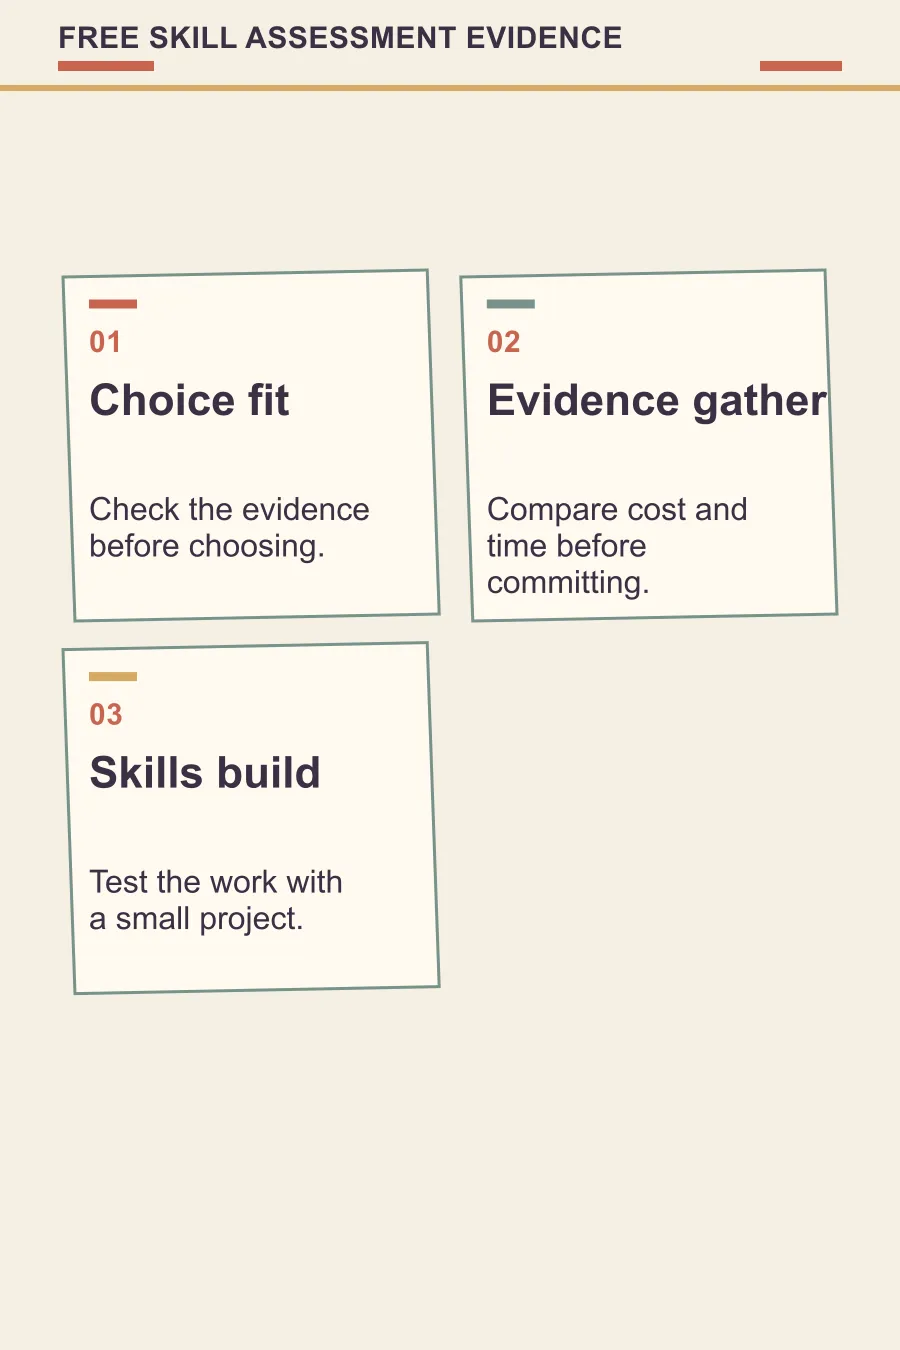 FREE SKILL ASSESSMENT EVIDENCE
01
Choice fit
Check the evidence
before choosing.
02
Evidence gather
Compare cost and
time before
committing.
03
Skills build
Test the work with
a small project.